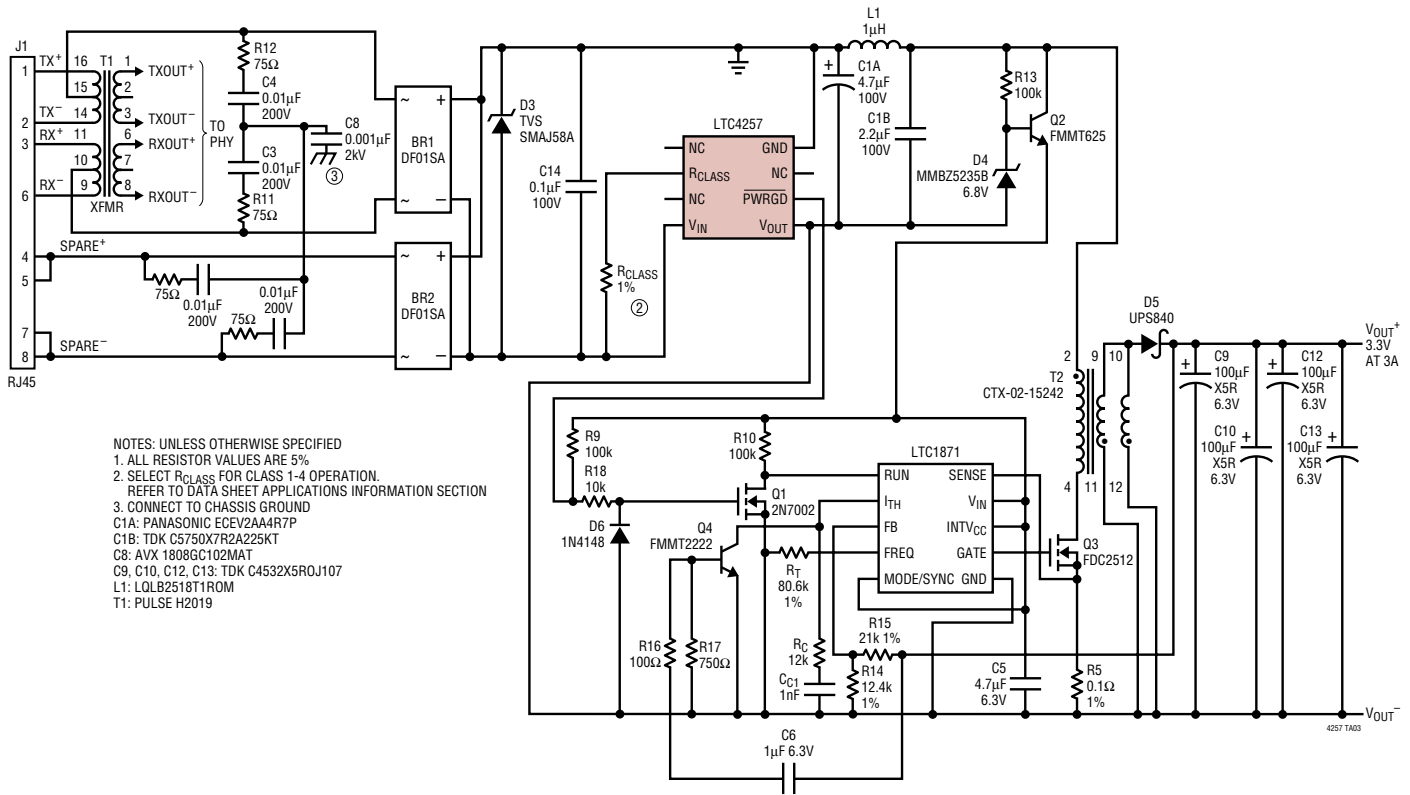 L1
1µH
J1
TX+
16
T1
1
TXOUT+
1
15
2
TX−
14
3
TXOUT−
2
RX+
11
6
RXOUT+
3
10
7
RX−
9
8
RXOUT−
6
XFMR
TO
PHY
R12
75Ω
C4
0.01µF
200V
C3
0.01µF
200V
R11
75Ω
C8
0.001µF
2kV
③
~ +
BR1
DF01SA
~ −
D3
TVS
SMAJ58A
C14
0.1µF
100V
LTC4257
NC GND
RCLASS NC
NC PWRGD
VIN VOUT
+
C1A
4.7µF
100V
C1B
2.2µF
100V
R13
100k
Q2
FMMT625
D4
MMBZ5235B
6.8V
SPARE+
4
5
75Ω
0.01µF
200V
0.01µF
200V
75Ω
7
SPARE−
8
RJ45
~ +
BR2
DF01SA
~ −
RCLASS
1%
②
D5
UPS840
VOUT+
3.3V
AT 3A
2 9 10
T2
CTX-02-15242
4 11 12
+
C9
100µF
X5R
6.3V
+
C12
100µF
X5R
6.3V
C10
100µF
X5R
6.3V
+
C13
100µF
X5R
6.3V
+
NOTES: UNLESS OTHERWISE SPECIFIED
1. ALL RESISTOR VALUES ARE 5%
2. SELECT RCLASS FOR CLASS 1-4 OPERATION.
REFER TO DATA SHEET APPLICATIONS INFORMATION SECTION
3. CONNECT TO CHASSIS GROUND
C1A: PANASONIC ECEV2AA4R7P
C1B: TDK C5750X7R2A225KT
C8: AVX 1808GC102MAT
C9, C10, C12, C13: TDK C4532X5ROJ107
L1: LQLB2518T1ROM
T1: PULSE H2019
R9
100k
R18
10k
R10
100k
D6
1N4148
Q1
2N7002
Q4
FMMT2222
RT
80.6k
1%
LTC1871
RUN SENSE
ITH VIN
FB INTVCC
FREQ GATE
MODE/SYNC GND
Q3
FDC2512
R16
100Ω
R17
750Ω
RC
12k
CC1
1nF
R15
21k 1%
R14
12.4k
1%
C5
4.7µF
6.3V
R5
0.1Ω
1%
VOUT−
4257 TA03
C6
1µF 6.3V